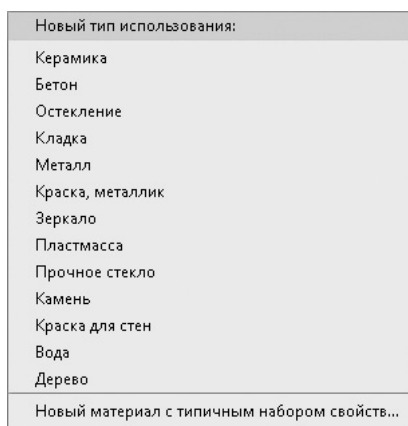 Новый тип использования:
Керамика
Бетон
Остекление
Кладка
Металл
Краска, металлик
Зеркало
Пластмасса
Прочное стекло
Камень
Краска для стен
Вода
Дерево
Новый материал с типичным набором свойств...